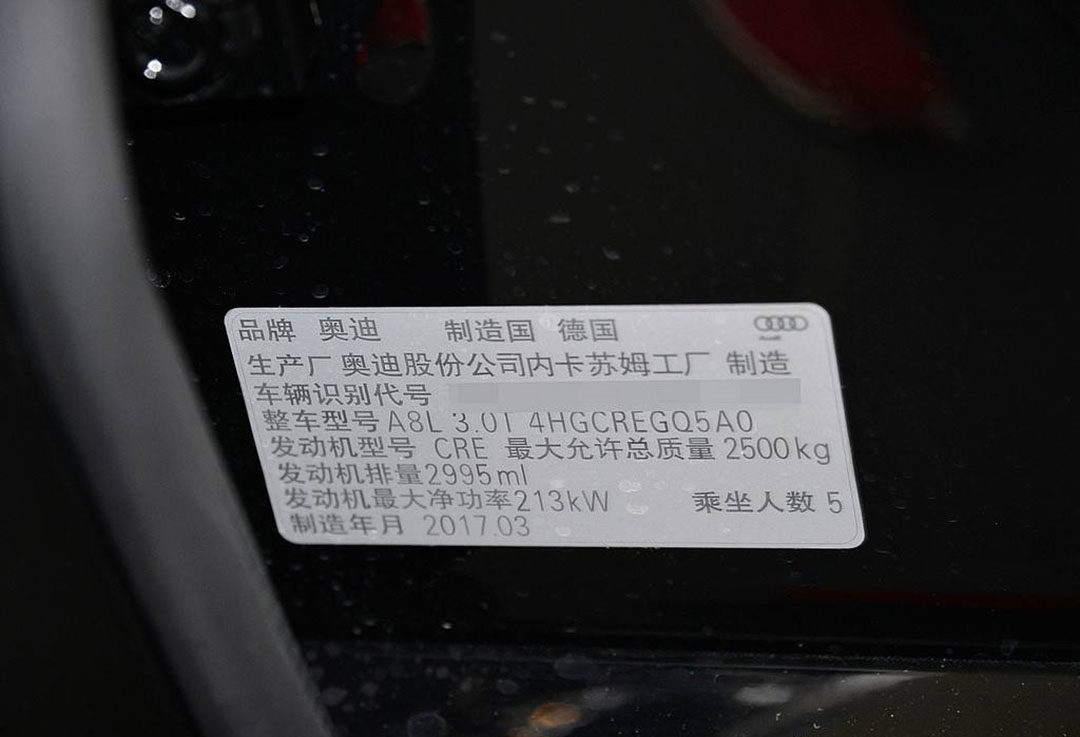 品牌 奥迪 制造国 德国
生产厂 奥迪股份公司内卡苏姆工厂 制造
车辆识别代号
整车型号 A8L 3.0T 4HGCREGQ5A0
发动机型号 CRE 最大允许总质量 2500kg
发动机排量2995ml
发动机最大净功率213kW 乘坐人数 5
制造年月 2017.03